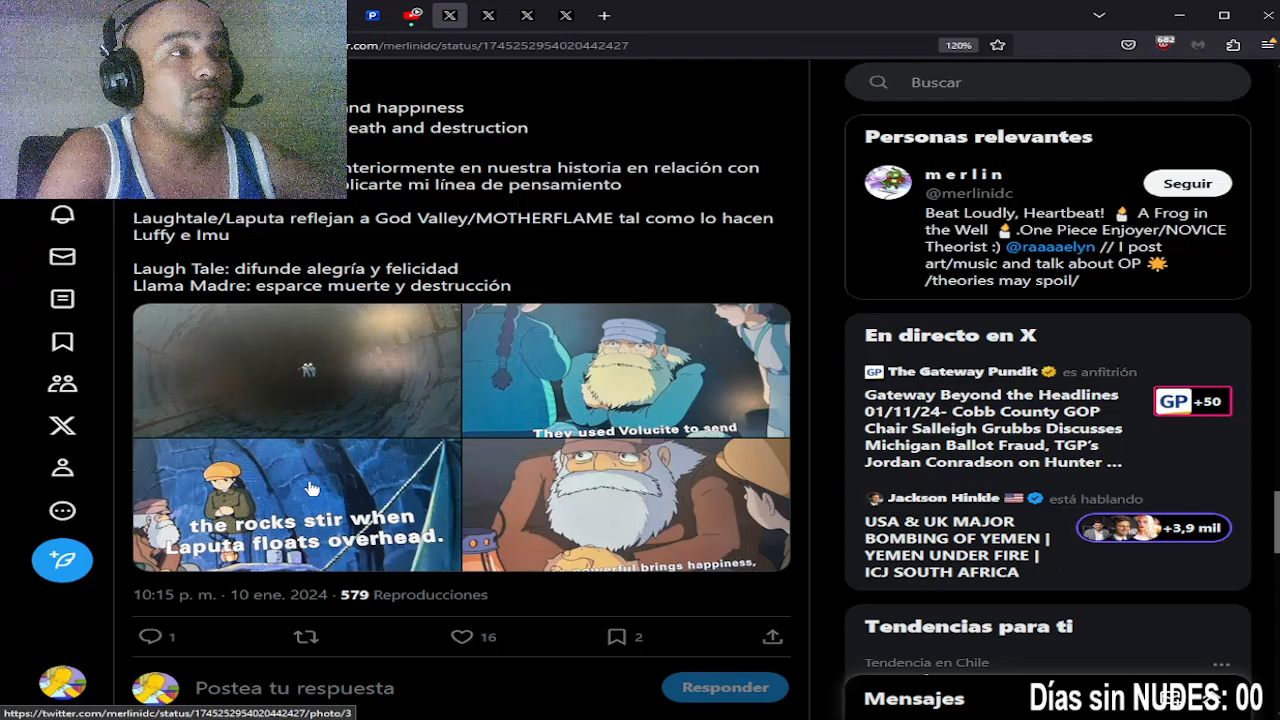 .com/merlinidc/status/1745252954020442427
120%
682
nd happiness
eath and destruction
nteriormente en nuestra historia en relación con
plicarte mi línea de pensamiento
Laughtale/Laputa reflejan a God Valley/MOTHERFLAME tal como lo hacen
Luffy e Imu
Laugh Tale: difunde alegría y felicidad
Llama Madre: esparce muerte y destrucción
They used Volucite to send
the rocks stir when
Laputa floats overhead.
powerful brings happiness,
10:15 p. m. · 10 ene. 2024 · 579 Reproducciones
1
16
2
Postea tu respuesta
Responder
https://twitter.com/merlinidc/status/1745252954020442427/photo/3
Buscar
Personas relevantes
m e r l i n
@merlinidc
Seguir
Beat Loudly, Heartbeat! 🕯️ A Frog in
the Well 🕯️.One Piece Enjoyer/NOVICE
Theorist :) @raaaaelyn // I post
art/music and talk about OP 🌟
/theories may spoil/
En directo en X
GP The Gateway Pundit es anfitrión
Gateway Beyond the Headlines
01/11/24- Cobb County GOP
Chair Salleigh Grubbs Discusses
Michigan Ballot Fraud, TGP's
Jordan Conradson on Hunter ...
GP +50
Jackson Hinkle 🇺🇸 está hablando
USA & UK MAJOR
BOMBING OF YEMEN |
YEMEN UNDER FIRE |
ICJ SOUTH AFRICA
+3,9 mil
Tendencias para ti
Tendencia en Chile
Mensajes
Días sin NUDES: 00